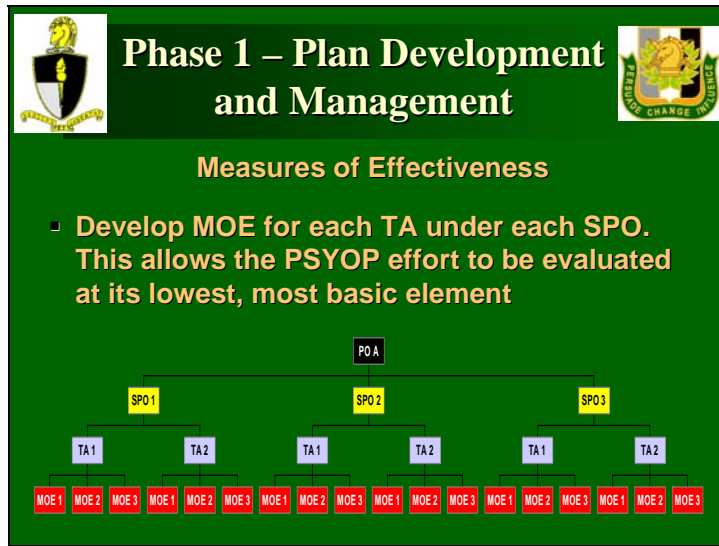 Phase 1 – Plan Development
and Management
PERSUADE CHANGE INFLUENCE
Measures of Effectiveness
▪ Develop MOE for each TA under each SPO.
This allows the PSYOP effort to be evaluated
at its lowest, most basic element
PO A
SPO 1 SPO 2 SPO 3
TA 1 TA 2 TA 1 TA 2 TA 1 TA 2
MOE 1 MOE 2 MOE 3 MOE 1 MOE 2 MOE 3 MOE 1 MOE 2 MOE 3 MOE 1 MOE 2 MOE 3 MOE 1 MOE 2 MOE 3 MOE 1 MOE 2 MOE 3